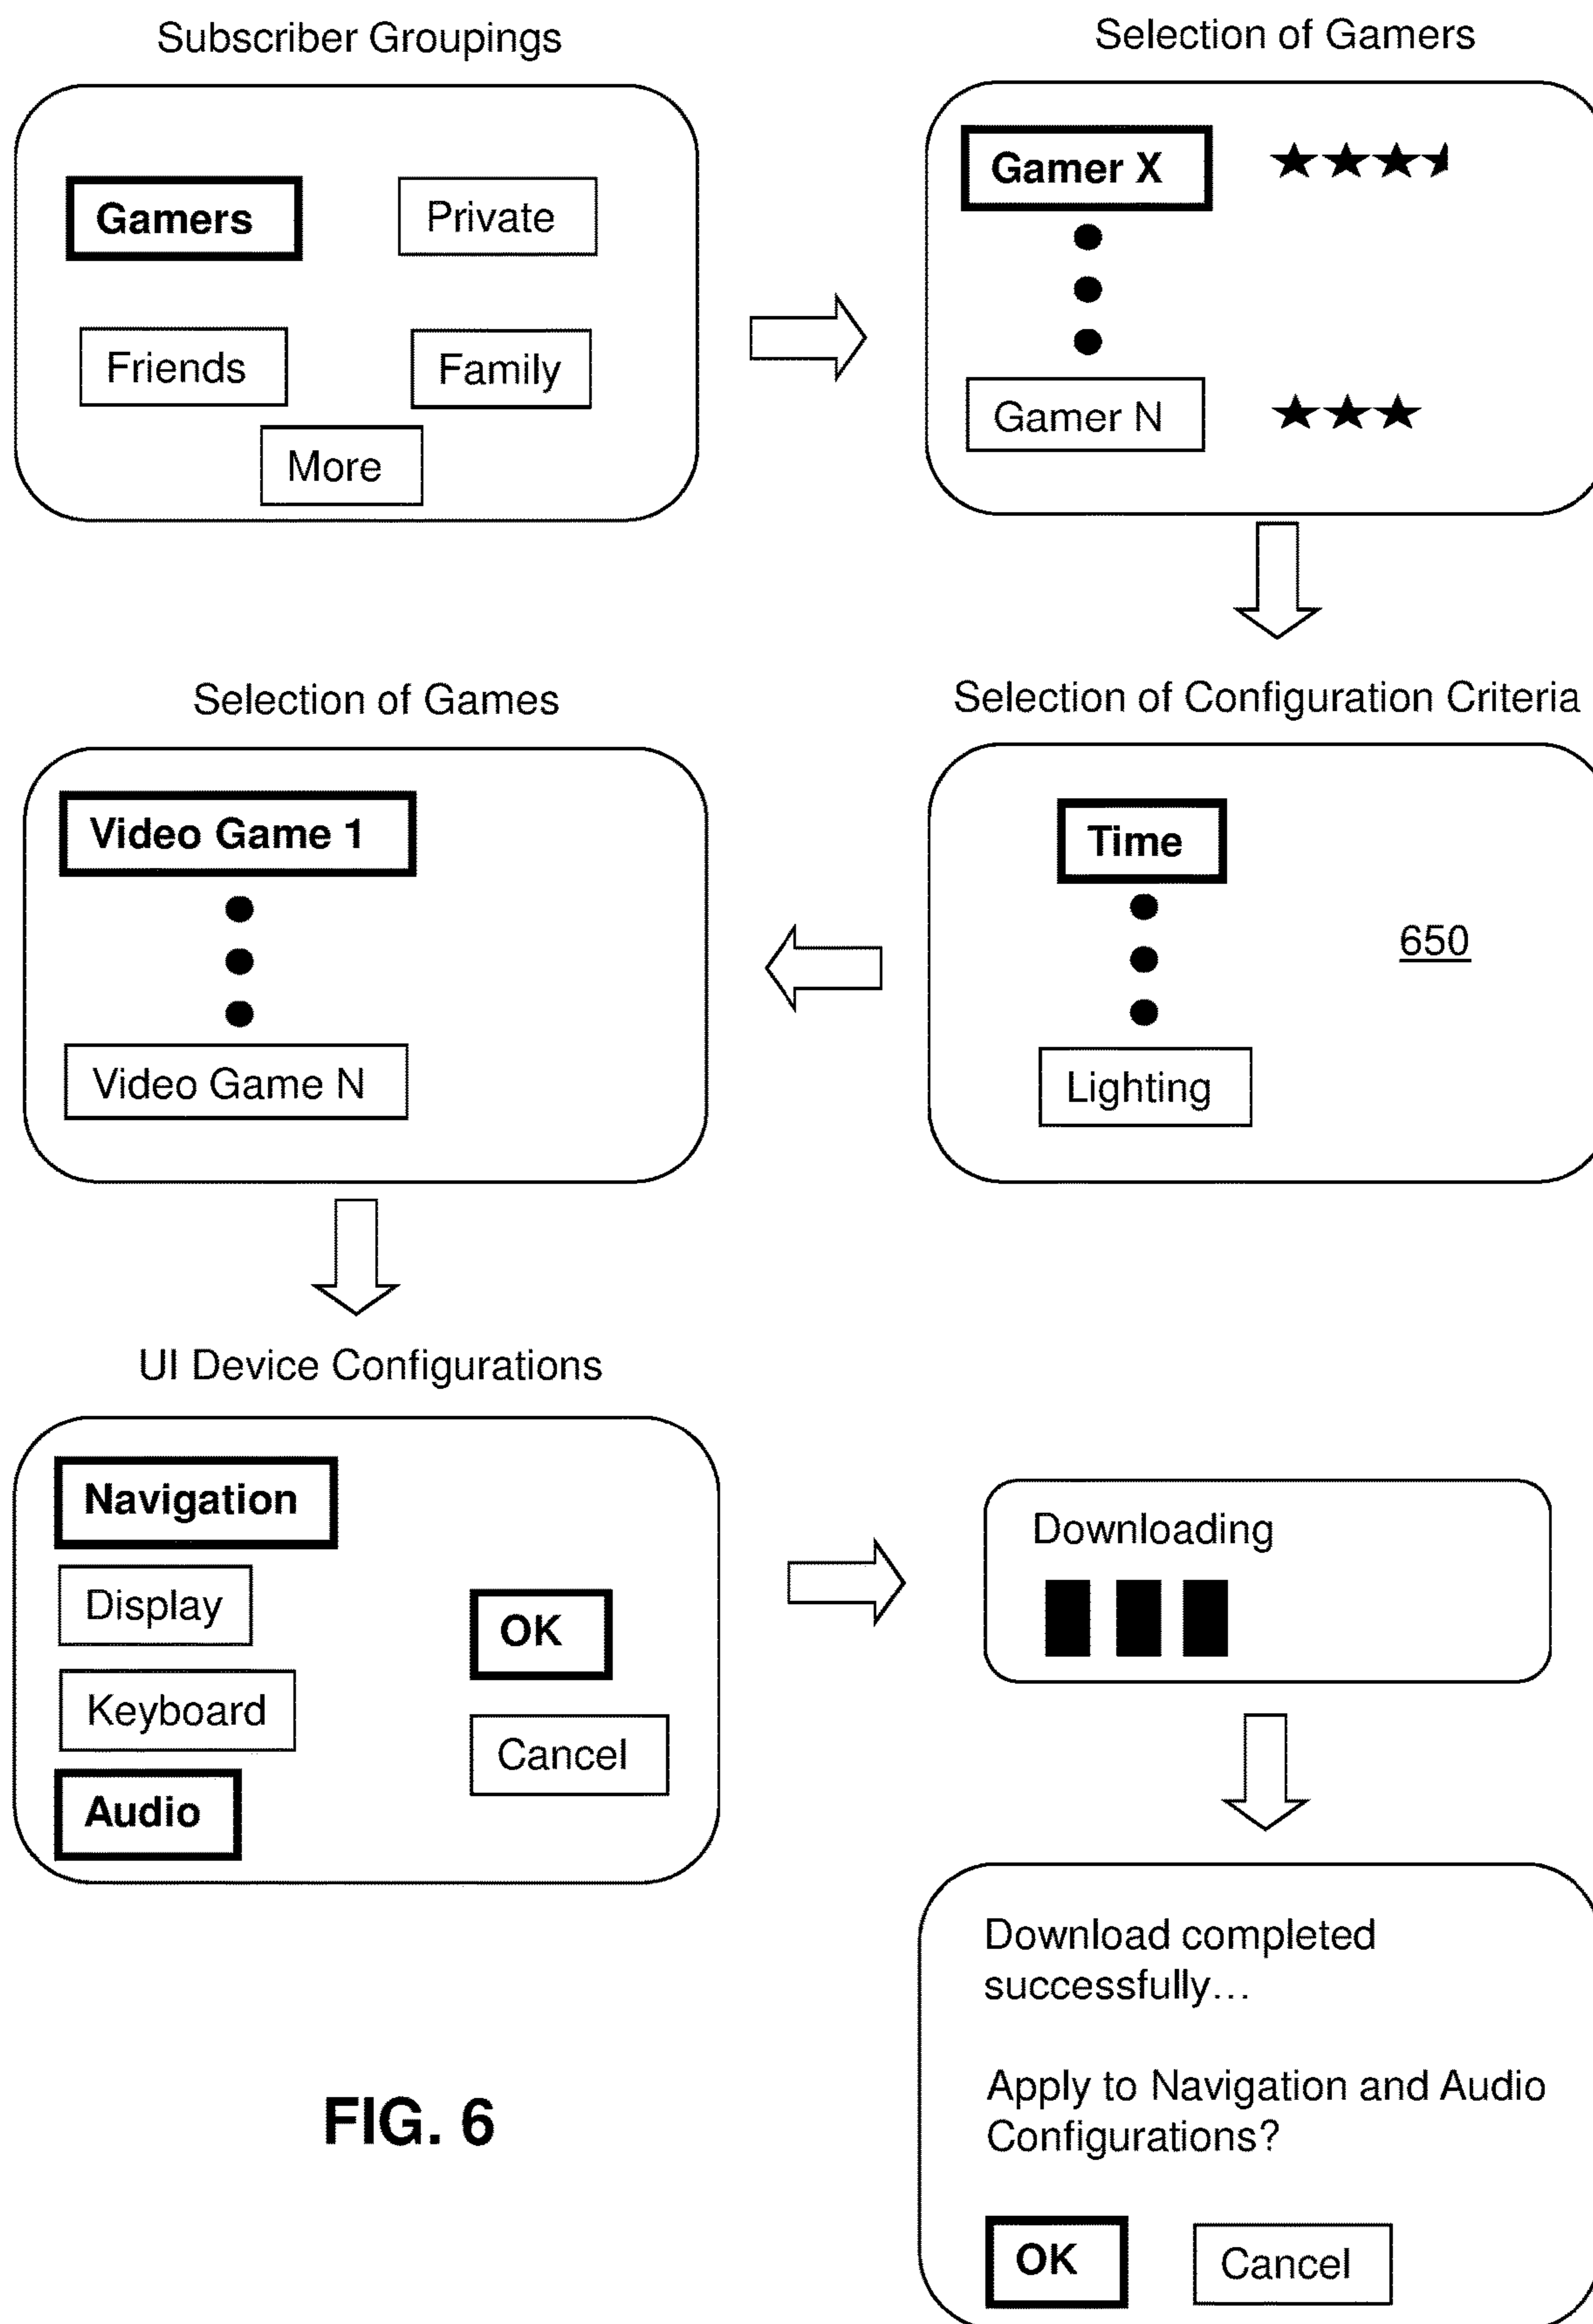 Subscriber Groupings
Gamers
Private
Friends
Family
More
Selection of Gamers
Gamer X
Gamer N
Selection of Configuration Criteria
Time
650
Lighting
Selection of Games
Video Game 1
Video Game N
UI Device Configurations
Navigation
Display
Keyboard
Audio
OK
Cancel
Downloading
Download completed
successfully...
Apply to Navigation and Audio
Configurations?
OK
Cancel
FIG. 6